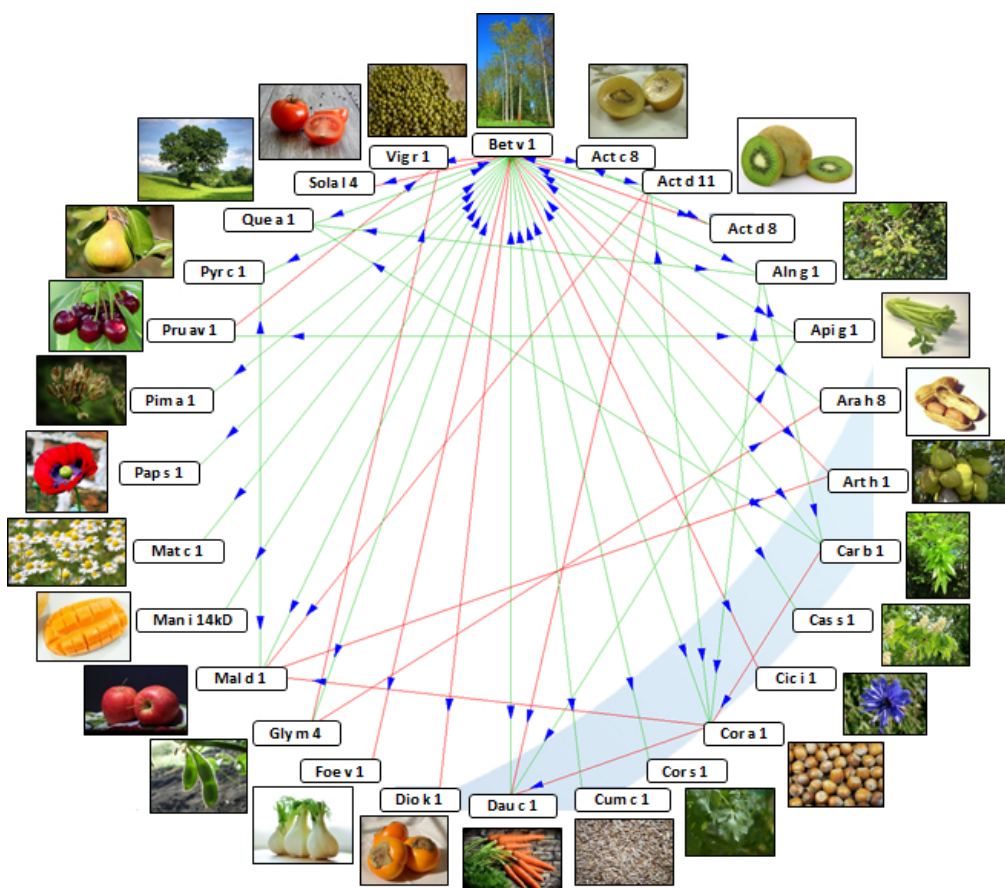 Bet v 1
Vig r 1
Act c 8
Sola l 4
Act d 11
Que a 1
Act d 8
Pyr c 1
Aln g 1
Pru av 1
Api g 1
Pim a 1
Ara h 8
Pap s 1
Art h 1
Mat c 1
Car b 1
Man i 14kD
Cas s 1
Mal d 1
Cic i 1
Gly m 4
Cor a 1
Foe v 1
Cor s 1
Dio k 1
Dau c 1
Cum c 1